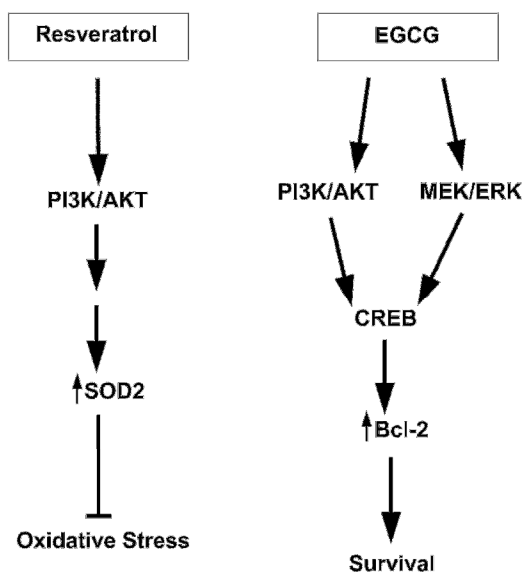 Resveratrol
EGCG
PI3K/AKT
PI3K/AKT
MEK/ERK
CREB
SOD2
Bcl-2
Oxidative Stress
Survival